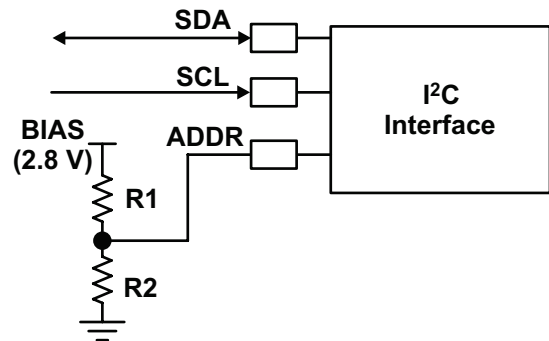 SDA
SCL
BIAS
(2.8 V)
ADDR
R1
R2
I²C
Interface